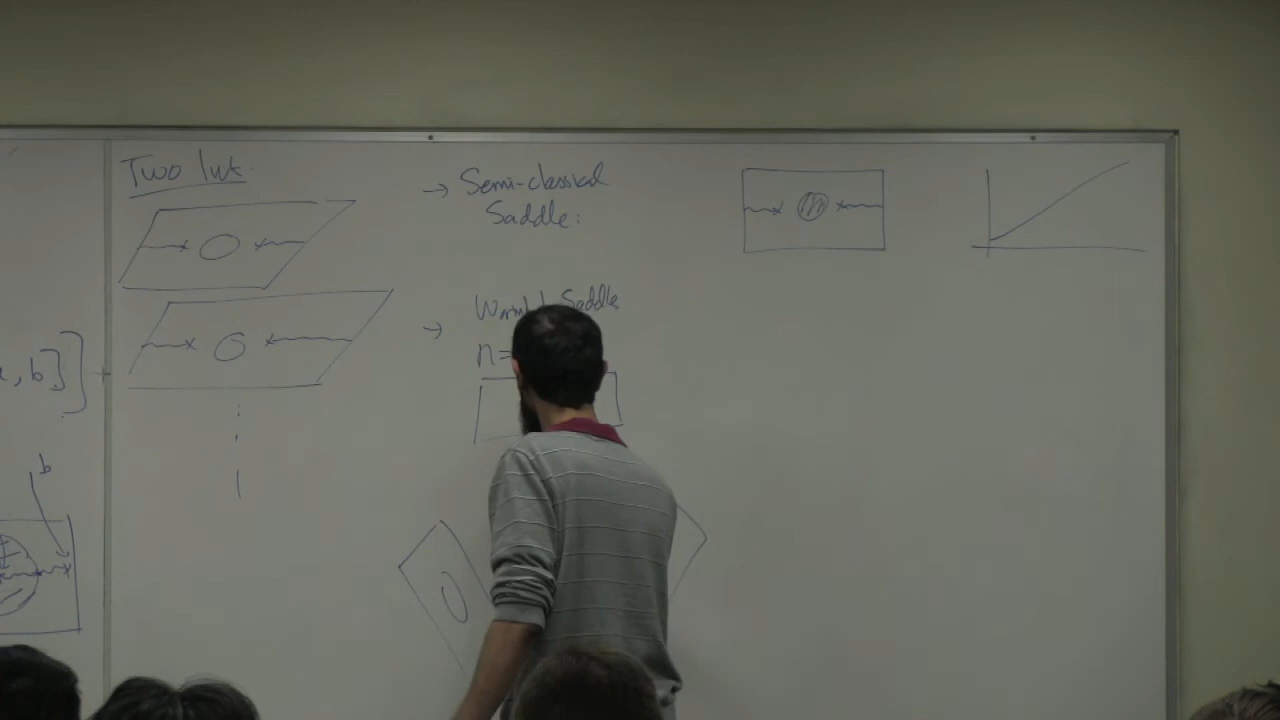 Two Int.
→ Semi-classical
Saddle:
→ Saddle
n=
, b ] ]
b